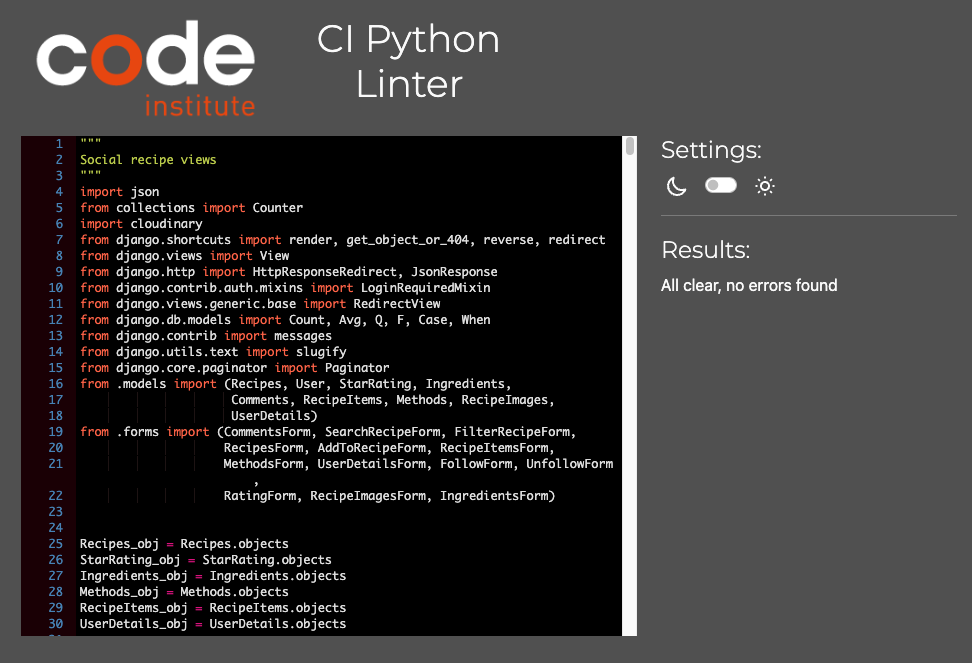 code
institute
CI Python
Linter
1 """
2 Social recipe views
3 """
4 import json
5 from collections import Counter
6 import cloudinary
7 from django.shortcuts import render, get_object_or_404, reverse, redirect
8 from django.views import View
9 from django.http import HttpResponseRedirect, JsonResponse
10 from django.contrib.auth.mixins import LoginRequiredMixin
11 from django.views.generic.base import RedirectView
12 from django.db.models import Count, Avg, Q, F, Case, When
13 from django.contrib import messages
14 from django.utils.text import slugify
15 from django.core.paginator import Paginator
16 from .models import (Recipes, User, StarRating, Ingredients,
17 Comments, RecipeItems, Methods, RecipeImages,
18 UserDetails)
19 from .forms import (CommentsForm, SearchRecipeForm, FilterRecipeForm,
20 RecipesForm, AddToRecipeForm, RecipeItemsForm,
21 MethodsForm, UserDetailsForm, FollowForm, UnfollowForm
,
22 RatingForm, RecipeImagesForm, IngredientsForm)
23
24
25 Recipes_obj = Recipes.objects
26 StarRating_obj = StarRating.objects
27 Ingredients_obj = Ingredients.objects
28 Methods_obj = Methods.objects
29 RecipeItems_obj = RecipeItems.objects
30 UserDetails_obj = UserDetails.objects
Settings:
Results:
All clear, no errors found